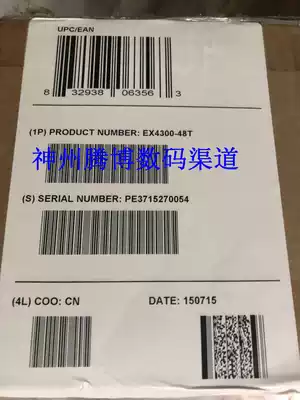 UPC/EAN
8 32938 06356 3
(1P) PRODUCT NUMBER: EX4300-48T
神州腾博数码渠道
(S) SERIAL NUMBER: PE3715270054
(4L) COO: CN DATE: 150715